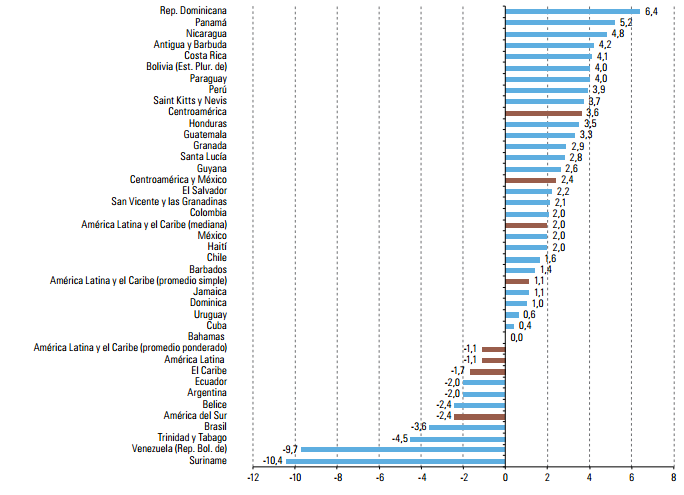 Rep. Dominicana 6,4
Panamá 5,2
Nicaragua 4,8
Antigua y Barbuda 4,2
Costa Rica 4,1
Bolivia (Est. Plur. de) 4,0
Paraguay 4,0
Perú 3,9
Saint Kitts y Nevis 3,7
Centroamérica 3,6
Honduras 3,5
Guatemala 3,3
Granada 2,9
Santa Lucía 2,8
Guyana 2,6
Centroamérica y México 2,4
El Salvador 2,2
San Vicente y las Granadinas 2,1
Colombia 2,0
América Latina y el Caribe (mediana) 2,0
México 2,0
Haití 2,0
Chile 1,6
Barbados 1,4
América Latina y el Caribe (promedio simple) 1,1
Jamaica 1,1
Dominica 1,0
Uruguay 0,6
Cuba 0,4
Bahamas 0,0
América Latina y el Caribe (promedio ponderado) -1,1
América Latina -1,1
El Caribe -1,7
Ecuador -2,0
Argentina -2,0
Belice -2,4
América del Sur -2,4
Brasil -3,6
Trinidad y Tabago -4,5
Venezuela (Rep. Bol. de) -9,7
Suriname -10,4
-12 -10 -8 -6 -4 -2 0 2 4 6 8